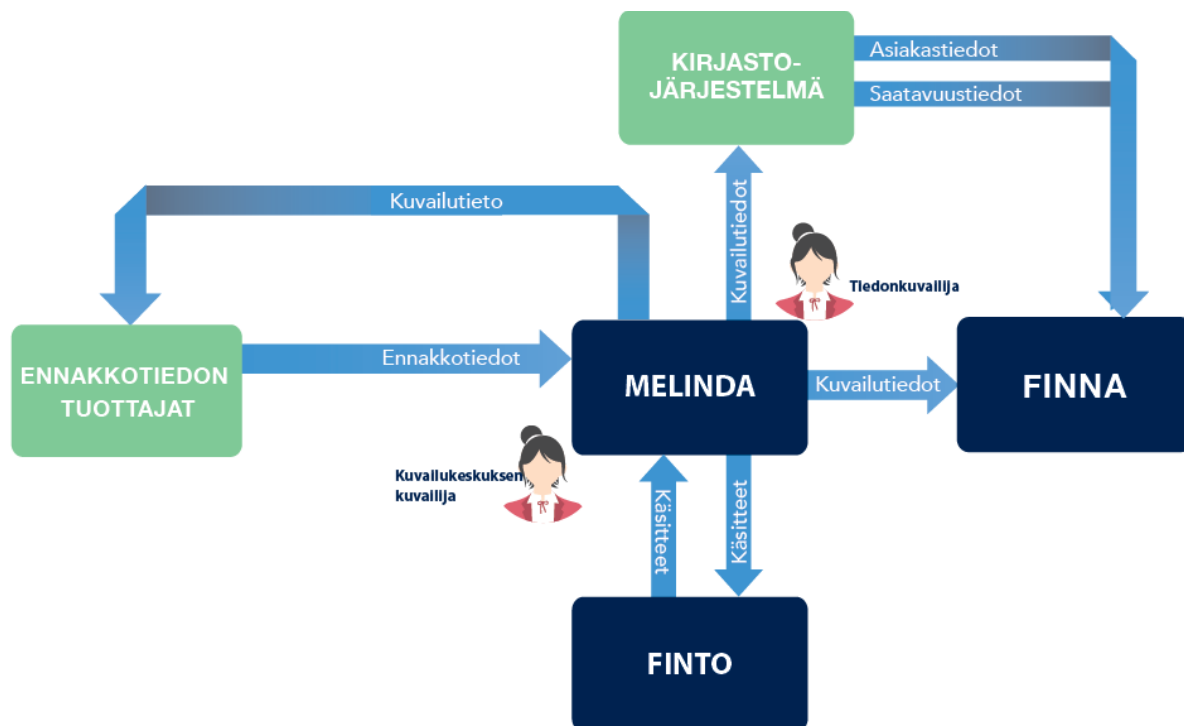 KIRJASTO-
JÄRJESTELMÄ
Asiakastiedot
Saatavuustiedot
Kuvailutieto
Kuvailutiedot
Tiedonkuvailija
ENNAKKOTIEDON
TUOTTAJAT
Ennakkotiedot
MELINDA
Kuvailutiedot
FINNA
Kuvailukeskuksen
kuvailija
Käsitteet
Käsitteet
FINTO